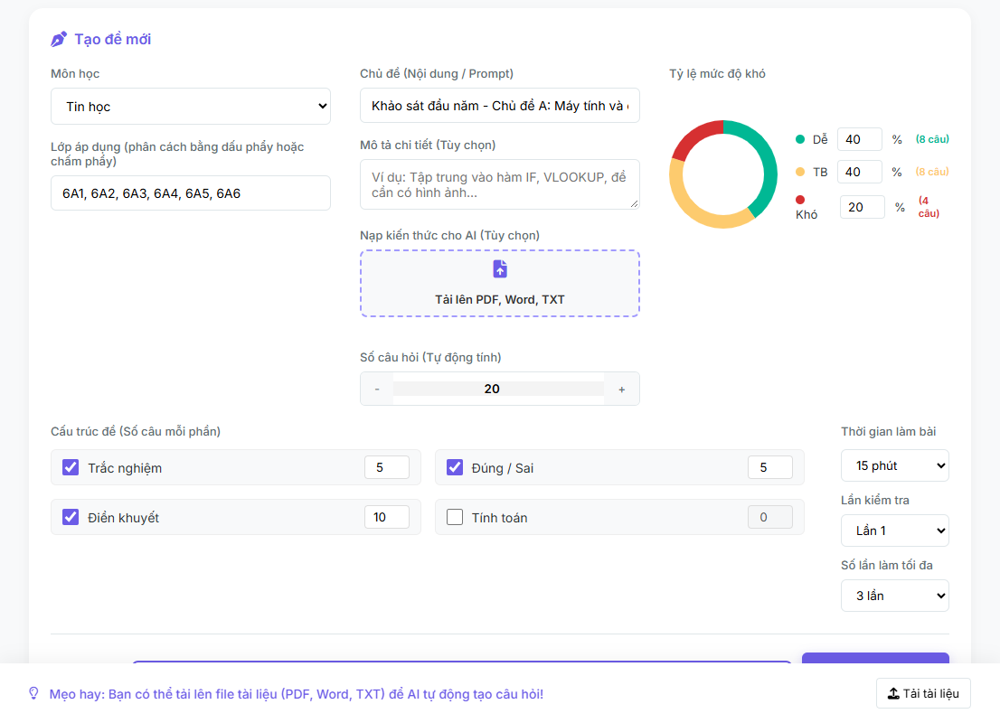 Tạo đề mới
Môn học
Tin học
Lớp áp dụng (phân cách bằng dấu phẩy hoặc
chấm phẩy)
6A1, 6A2, 6A3, 6A4, 6A5, 6A6
Chủ đề (Nội dung / Prompt)
Khảo sát đầu năm - Chủ đề A: Máy tính và
Mô tả chi tiết (Tùy chọn)
Ví dụ: Tập trung vào hàm IF, VLOOKUP, đề
cần có hình ảnh...
Nạp kiến thức cho AI (Tùy chọn)
Tải lên PDF, Word, TXT
Số câu hỏi (Tự động tính)
- 20 +
Tỷ lệ mức độ khó
Dễ 40 % (8 câu)
TB 40 % (8 câu)
Khó 20 % (4
câu)
Cấu trúc đề (Số câu mỗi phần)
Trắc nghiệm 5
Đúng / Sai 5
Điền khuyết 10
Tính toán 0
Thời gian làm bài
15 phút
Lần kiểm tra
Lần 1
Số lần làm tối đa
3 lần
Mẹo hay: Bạn có thể tải lên file tài liệu (PDF, Word, TXT) để AI tự động tạo câu hỏi!
Tải tài liệu